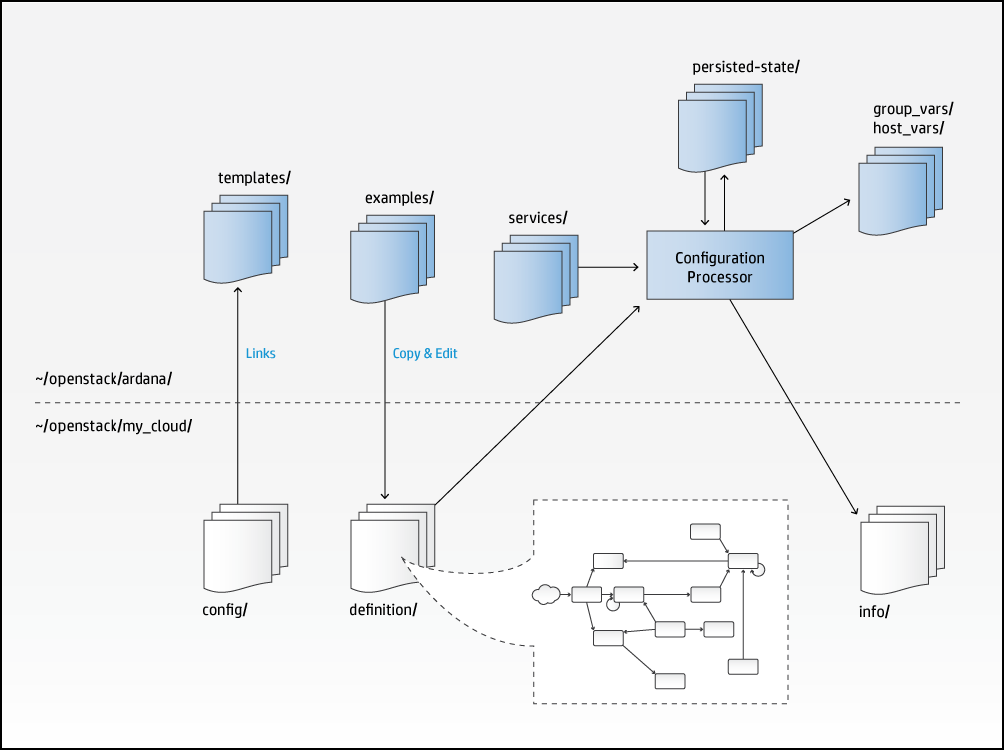 persisted-state/
group_vars/
host_vars/
templates/
examples/
services/
Configuration
Processor
Links
Copy & Edit
~/openstack/ardana/
~/openstack/my_cloud/
config/
definition/
info/